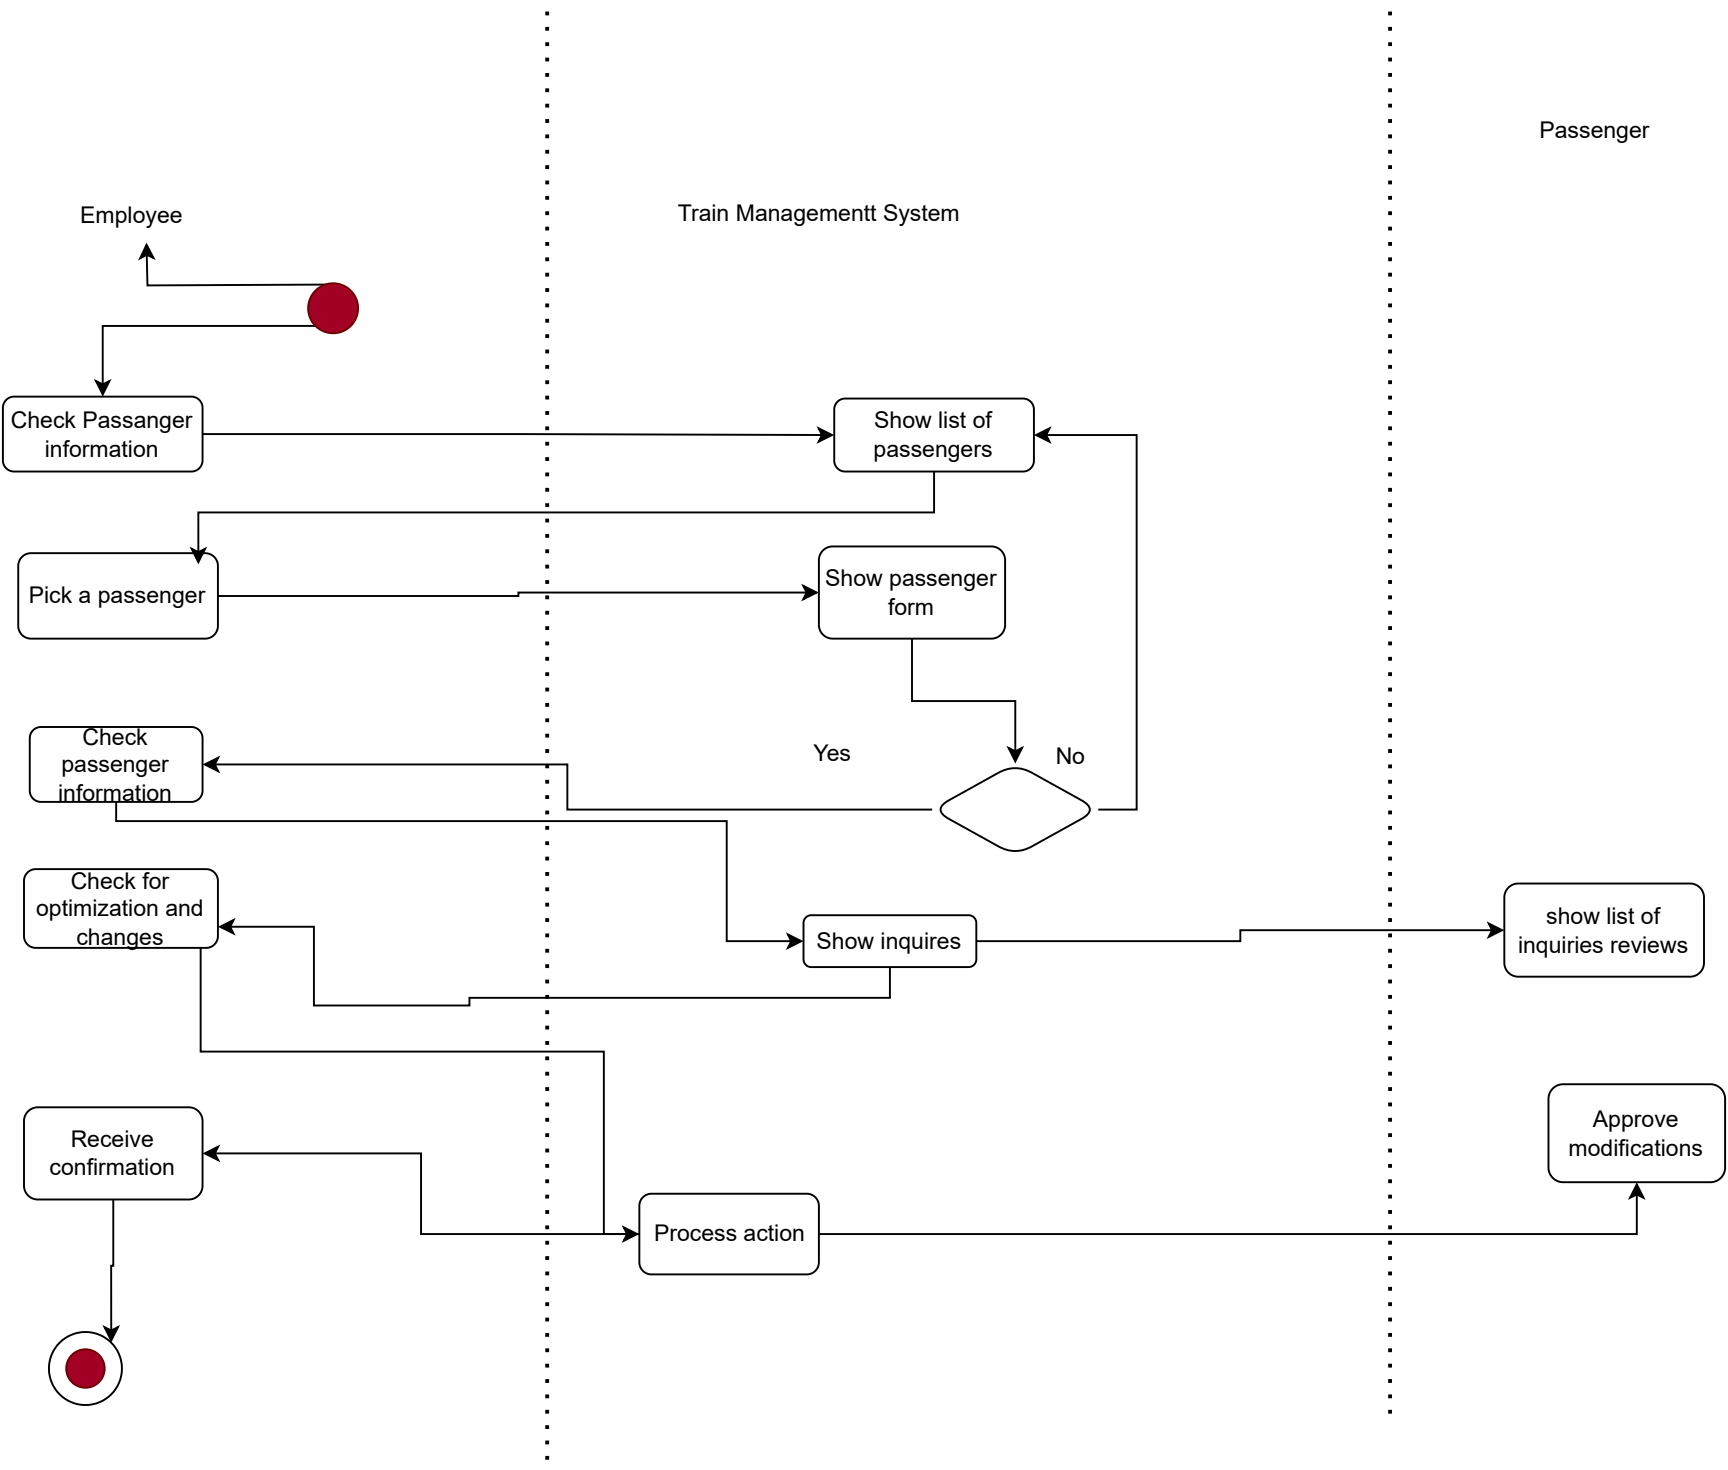 Passenger
Employee
Train Managementt System
Check Passanger
information
Show list of
passengers
Pick a passenger
Show passenger
form
Check
passenger
information
Yes
No
Check for
optimization and
changes
Show inquires
show list of
inquiries reviews
Receive
confirmation
Approve
modifications
Process action